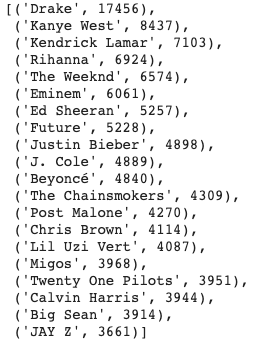 [('Drake', 17456),
('Kanye West', 8437),
('Kendrick Lamar', 7103),
('Rihanna', 6924),
('The Weeknd', 6574),
('Eminem', 6061),
('Ed Sheeran', 5257),
('Future', 5228),
('Justin Bieber', 4898),
('J. Cole', 4889),
('Beyoncé', 4840),
('The Chainsmokers', 4309),
('Post Malone', 4270),
('Chris Brown', 4114),
('Lil Uzi Vert', 4087),
('Migos', 3968),
('Twenty One Pilots', 3951),
('Calvin Harris', 3944),
('Big Sean', 3914),
('JAY Z', 3661)]